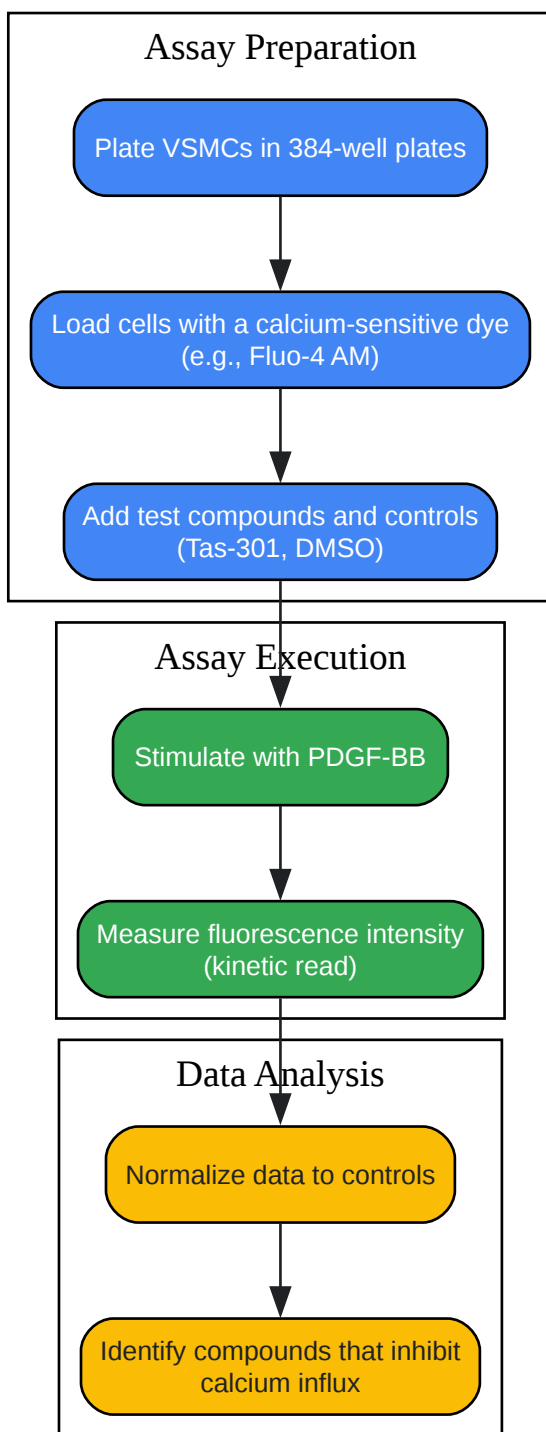 Assay Preparation
Plate VSMCs in 384-well plates
Load cells with a calcium-sensitive dye
(e.g., Fluo-4 AM)
Add test compounds and controls
(Tas-301, DMSO)
Assay Execution
Stimulate with PDGF-BB
Measure fluorescence intensity
(kinetic read)
Data Analysis
Normalize data to controls
Identify compounds that inhibit
calcium influx